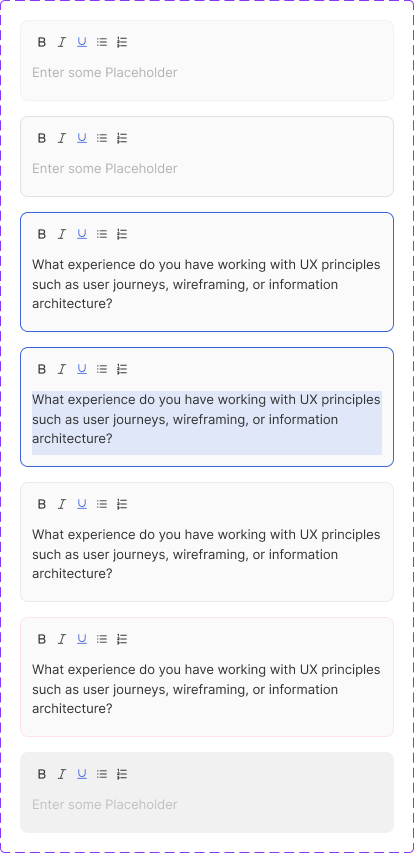 B I U
Enter some Placeholder
B I U
Enter some Placeholder
B I U
What experience do you have working with UX principles
such as user journeys, wireframing, or information
architecture?
B I U
What experience do you have working with UX principles
such as user journeys, wireframing, or information
architecture?
B I U
What experience do you have working with UX principles
such as user journeys, wireframing, or information
architecture?
B I U
What experience do you have working with UX principles
such as user journeys, wireframing, or information
architecture?
B I U
Enter some Placeholder